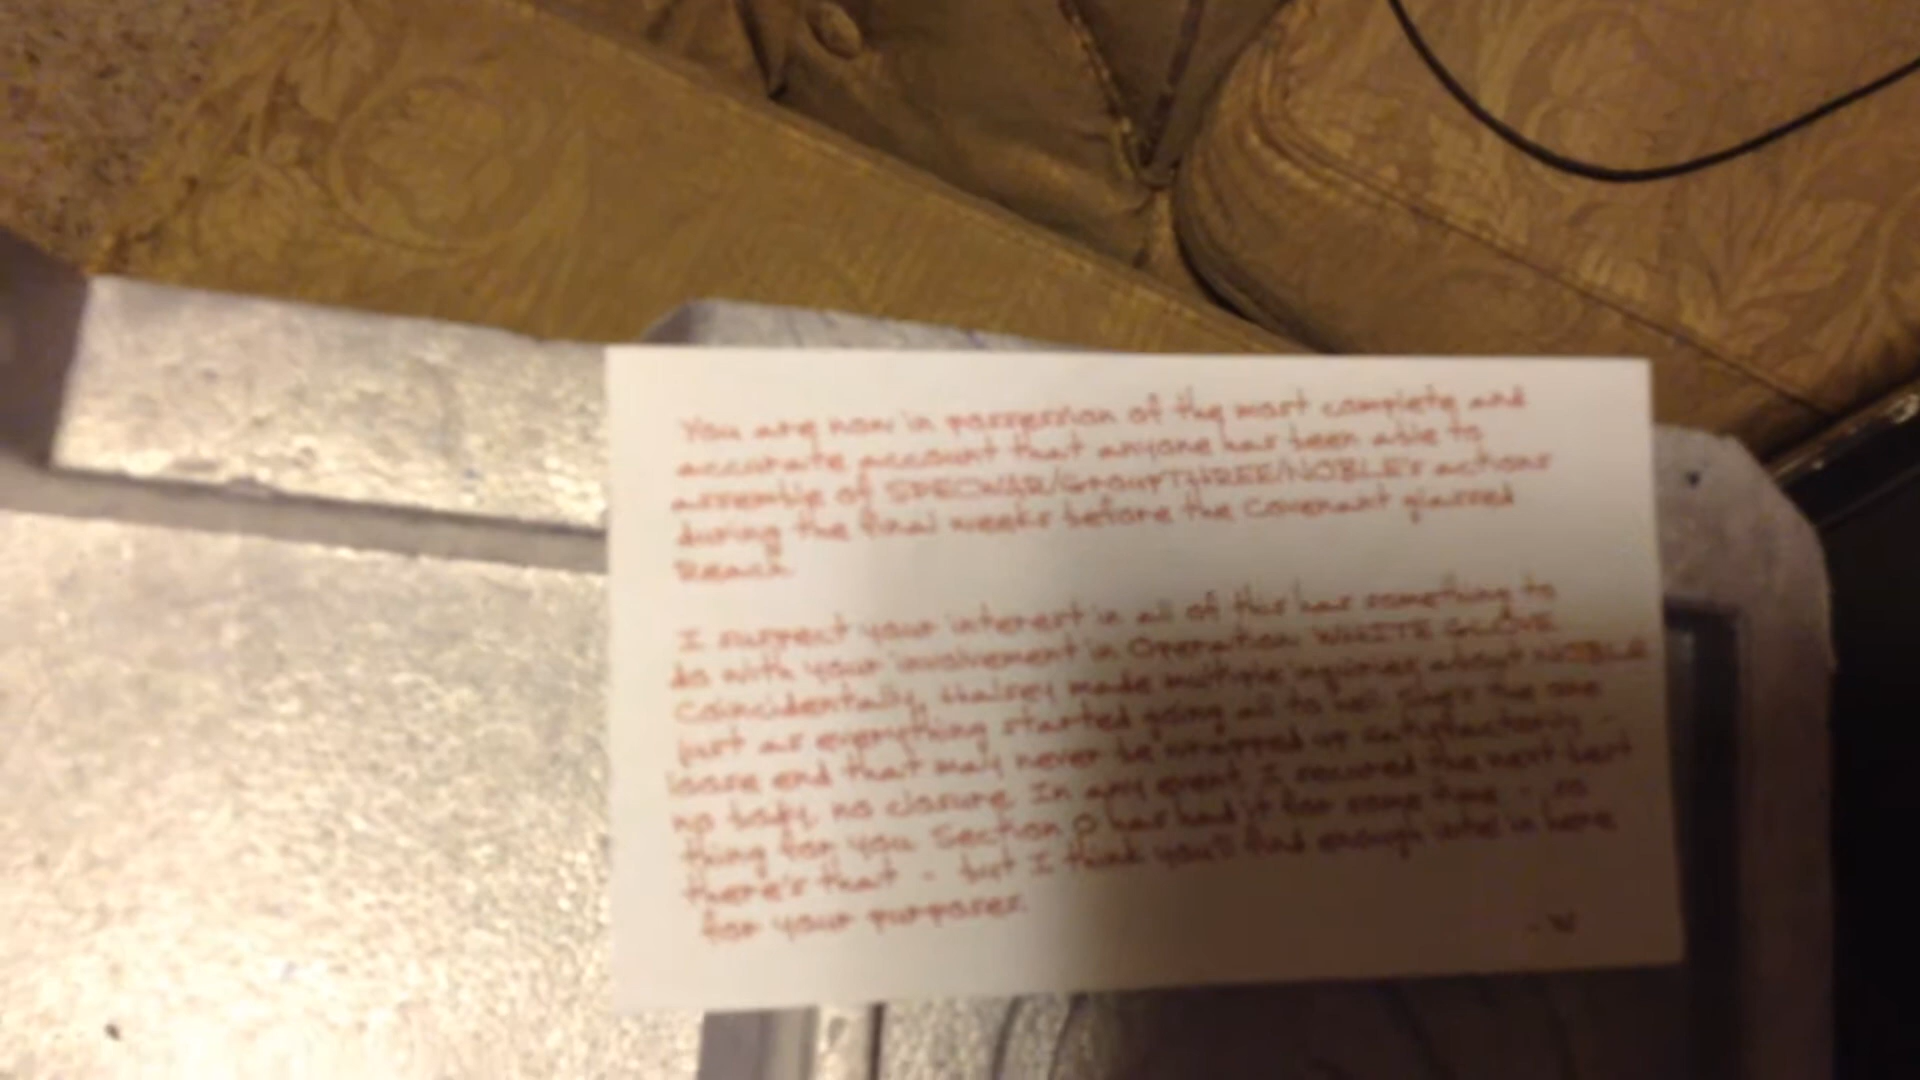 You are now in possession of the most complete and
accurate account that anyone has been able to
assemble of SPECWAR/GroupTHREE/NOBLE's actions
during the final weeks before the Covenant glassed
Reach.
I suspect your interest in all of this has something to
do with your involvement in Operation: WHITE GLOVE
Coincidentally, Halsey made multiple inquiries about NOBLE
just as everything started going all to hell. She's the one
loose end that may never be wrapped up satisfactorily -
no body, no closure. In any event, I secured the next best
thing for you. Section 0 has had it for some time - so
there's that - but I think you'll find enough intel in here
for your purposes.